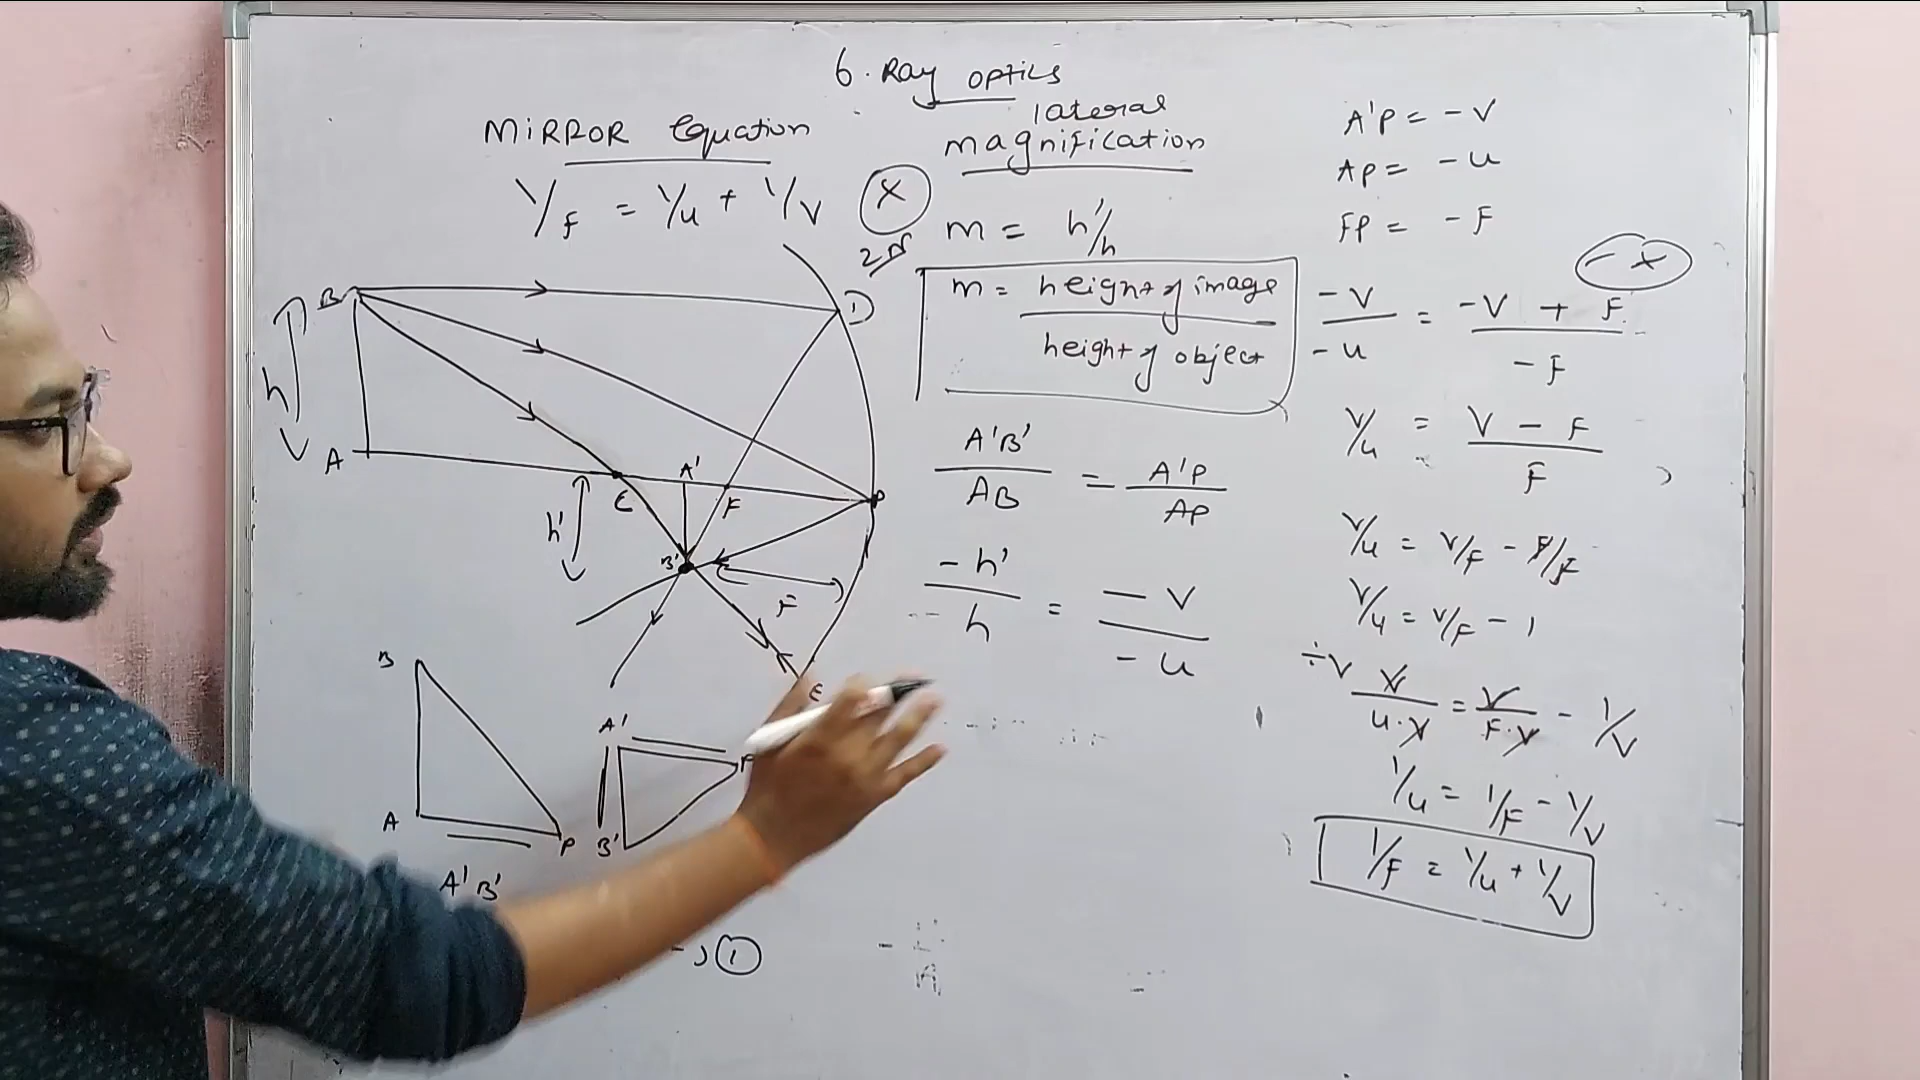 6. Ray optics
MiRROR Equation
1/F = 1/u + 1/v
X
lateral
magnification
m = h'/h
m = height of image
height of object
A'B'/AB = A'P/AP
-h'/h = -v/-u
A'P = -v
AP = -u
FP = -F
- x
-v/-u = -v + F/-F
v/u = v - F/F
v/u = v/F - F/F
v/u = v/F - 1
÷v v/u.v = v/F.v - 1/v
1/u = 1/F - 1/v
1/F = 1/u + 1/v
B
D
h
A
A'
C
F
P
h'
B'
F
E
B
A
P
A'
B'
P
A'B'
1